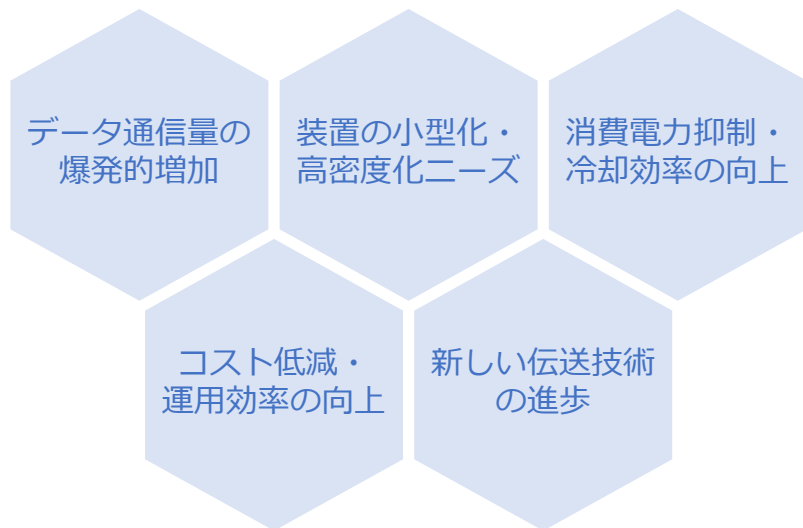 データ通信量の
爆発的増加
装置の小型化・
高密度化ニーズ
消費電力抑制・
冷却効率の向上
コスト低減・
運用効率の向上
新しい伝送技術
の進歩